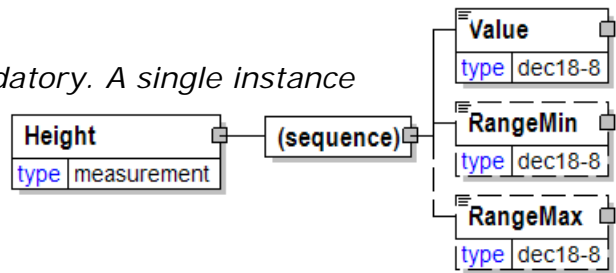 Value
type dec18-8
datory. A single instance
Height
type measurement
(sequence)
RangeMin
type dec18-8
RangeMax
type dec18-8